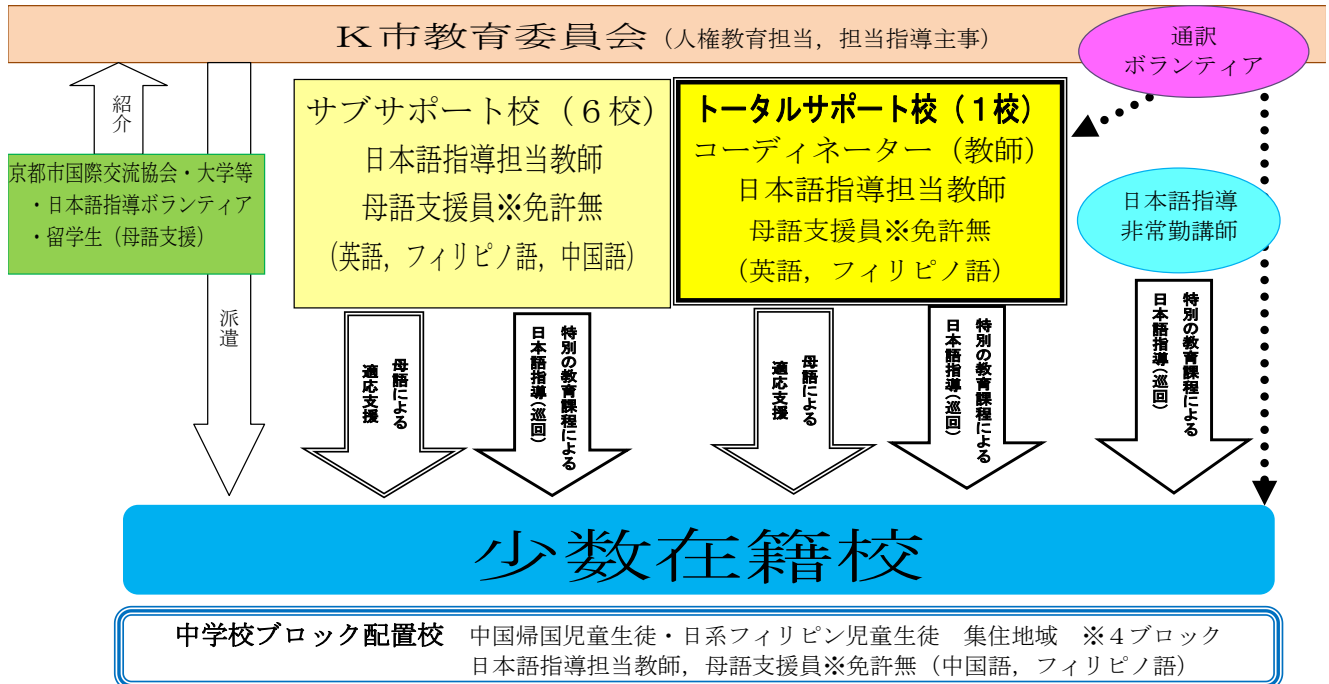 K市教育委員会（人権教育担当，担当指導主事）
通訳
ボランティア
紹介
京都市国際交流協会・大学等
・日本語指導ボランティア
・留学生（母語支援）
派遣
サブサポート校（６校）
日本語指導担当教師
母語支援員※免許無
（英語，フィリピノ語，中国語）
トータルサポート校（１校）
コーディネーター（教師）
日本語指導担当教師
母語支援員※免許無
（英語，フィリピノ語）
日本語指導
非常勤講師
母語による
適応支援
特別の教育課程による
日本語指導（巡回）
母語による
適応支援
特別の教育課程による
日本語指導（巡回）
特別の教育課程による
日本語指導（巡回）
少数在籍校
中学校ブロック配置校　中国帰国児童生徒・日系フィリピン児童生徒　集住地域　※４ブロック
日本語指導担当教師，母語支援員※免許無（中国語，フィリピノ語）